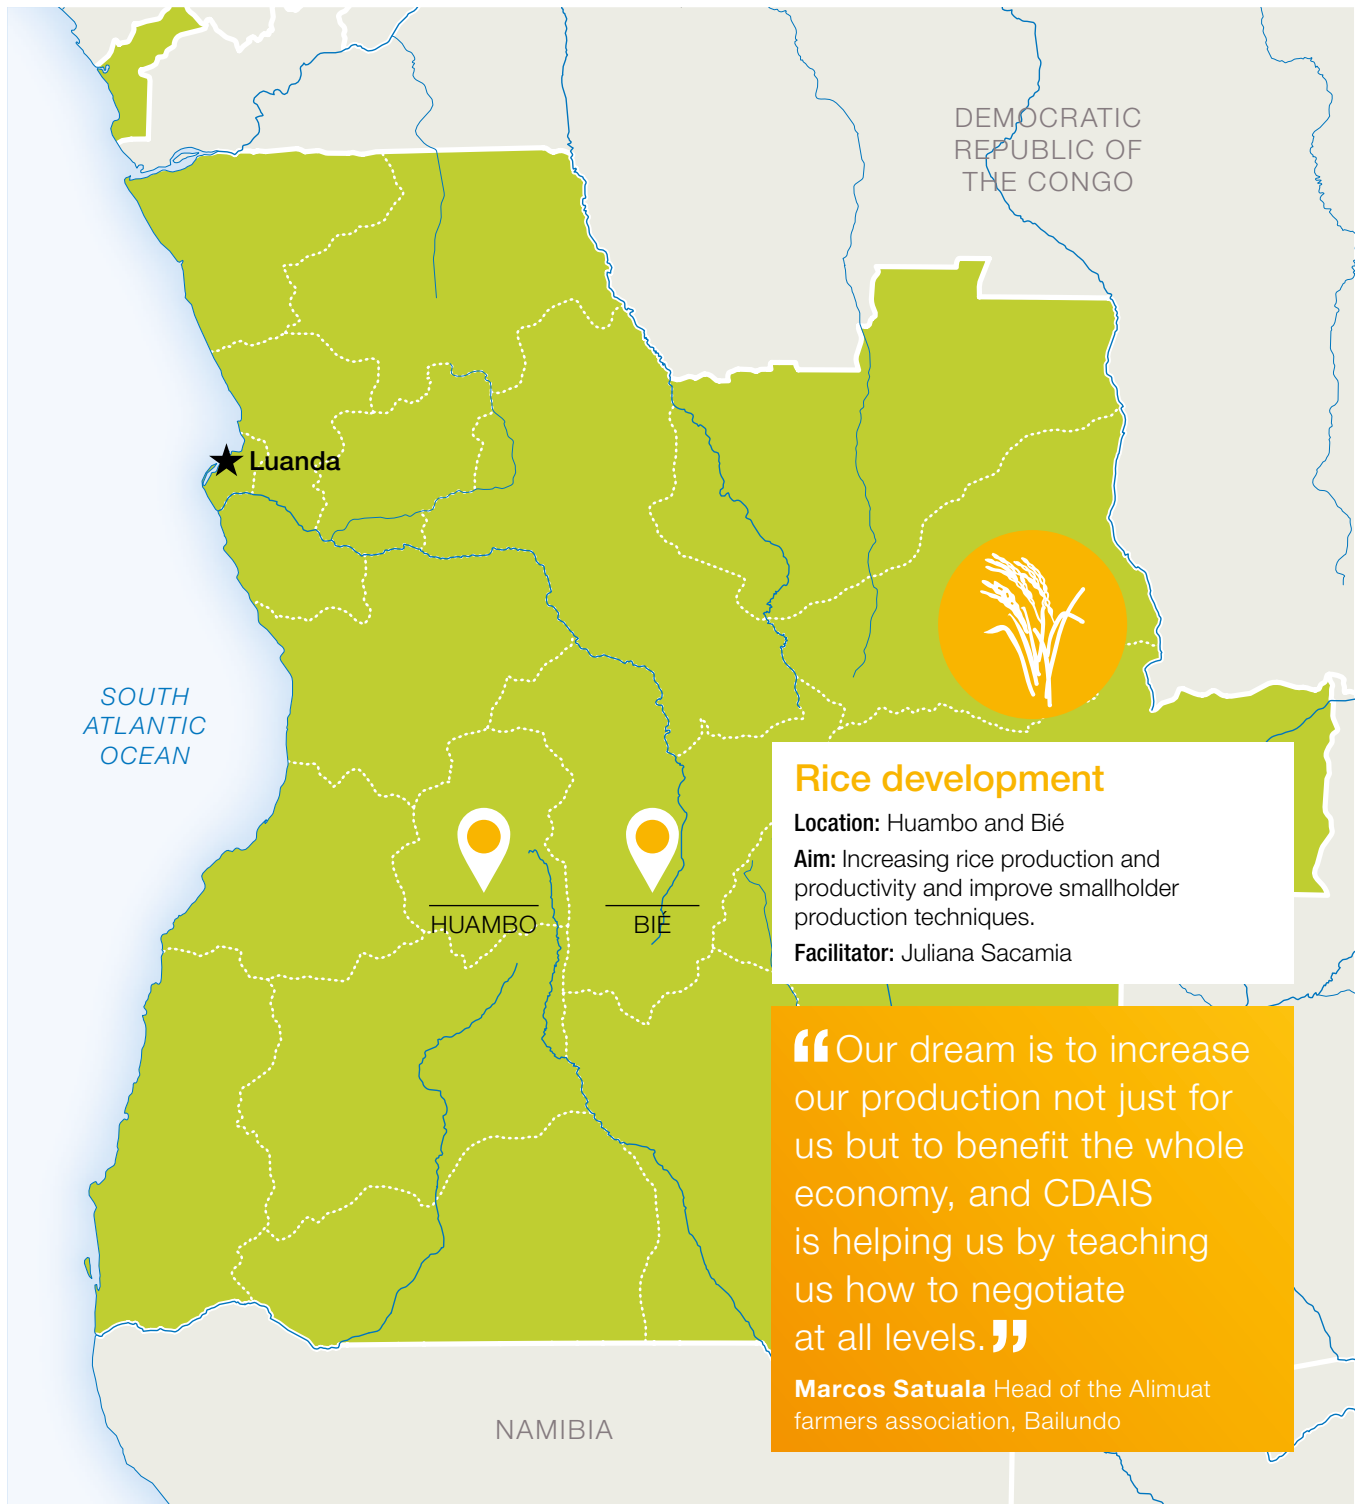 DEMOCRATIC
REPUBLIC OF
THE CONGO
Luanda
SOUTH
ATLANTIC
OCEAN
HUAMBO
BIÉ
Rice development
Location: Huambo and Bié
Aim: Increasing rice production and
productivity and improve smallholder
production techniques.
Facilitator: Juliana Sacamia
“Our dream is to increase
our production not just for
us but to benefit the whole
economy, and CDAIS
is helping us by teaching
us how to negotiate
at all levels.”
Marcos Satuala Head of the Alimuat
farmers association, Bailundo
NAMIBIA